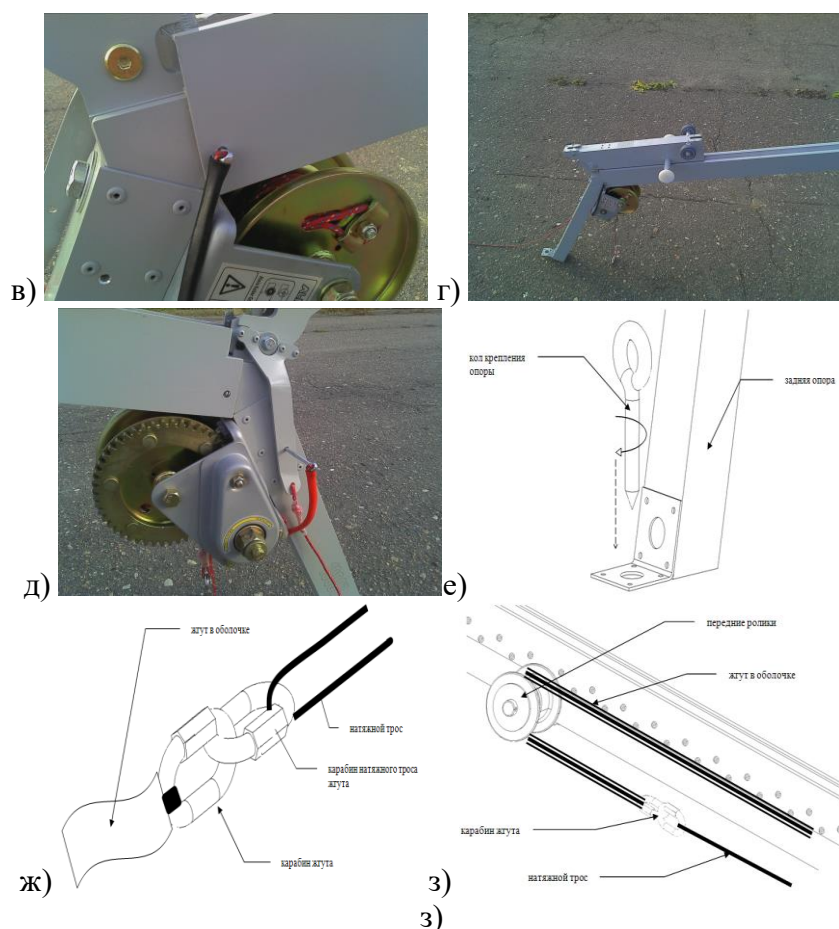 в)
г)
д)
кол крепления
опоры
задняя опора
е)
жгут в оболочке
натяжной трос
карабин натяжного троса
жгута
карабин жгута
ж)
передние ролики
жгут в оболочке
карабин жгута
натяжной трос
з)
з)